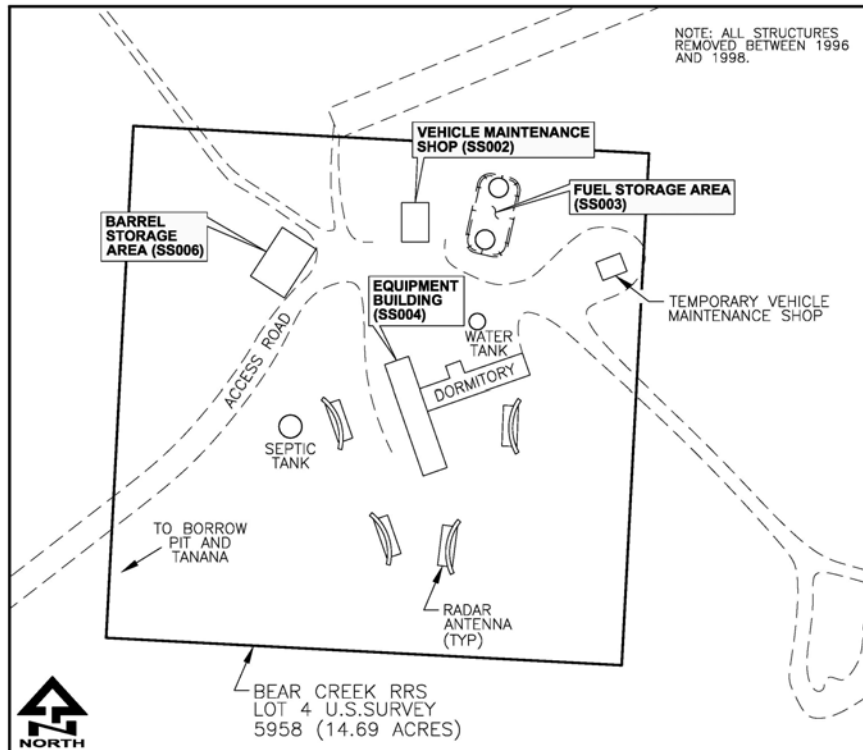 NOTE: ALL STRUCTURES
REMOVED BETWEEN 1996
AND 1998.
VEHICLE MAINTENANCE
SHOP (SS002)
FUEL STORAGE AREA
(SS003)
BARREL
STORAGE
AREA (SS006)
EQUIPMENT
BUILDING
(SS004)
TEMPORARY VEHICLE
MAINTENANCE SHOP
WATER
TANK
ACCESS ROAD
DORMITORY
SEPTIC
TANK
TO BORROW
PIT AND
TANANA
RADAR
ANTENNA
(TYP)
BEAR CREEK RRS
LOT 4 U.S.SURVEY
5958 (14.69 ACRES)
N
NORTH